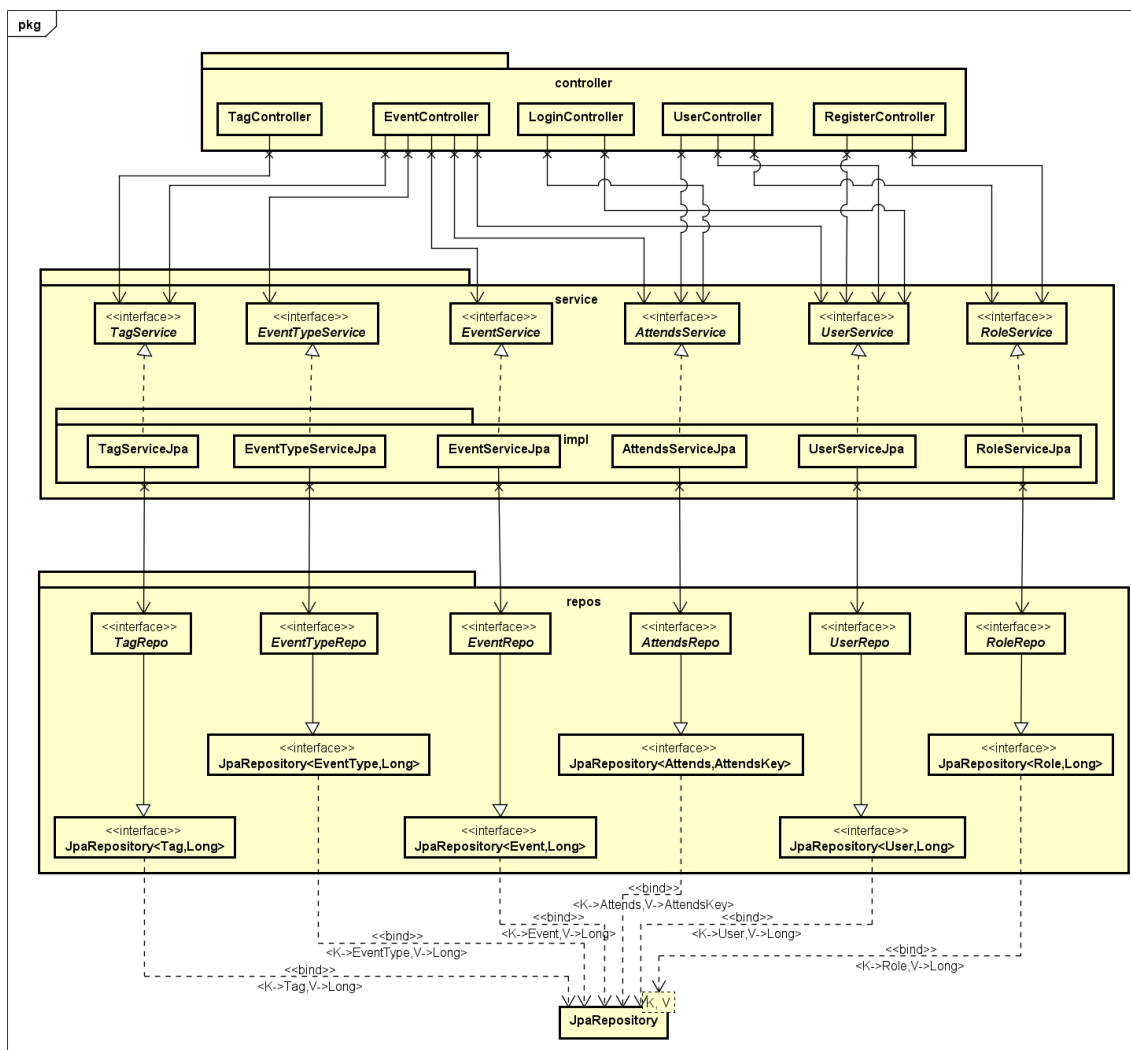 pkg
controller
TagController
EventController
LoginController
UserController
RegisterController
service
<<interface>>
TagService
<<interface>>
EventTypeService
<<interface>>
EventService
<<interface>>
AttendsService
<<interface>>
UserService
<<interface>>
RoleService
impl
TagServiceJpa
EventTypeServiceJpa
EventServiceJpa
AttendsServiceJpa
UserServiceJpa
RoleServiceJpa
repos
<<interface>>
TagRepo
<<interface>>
EventTypeRepo
<<interface>>
EventRepo
<<interface>>
AttendsRepo
<<interface>>
UserRepo
<<interface>>
RoleRepo
<<interface>>
JpaRepository<EventType,Long>
<<interface>>
JpaRepository<Attends,AttendsKey>
<<interface>>
JpaRepository<Role,Long>
<<interface>>
JpaRepository<Tag,Long>
<<interface>>
JpaRepository<Event,Long>
<<interface>>
JpaRepository<User,Long>
<<bind>>
<K->Attends,V->AttendsKey>
<<bind>>
<K->Event,V->Long>
<<bind>>
<K->User,V->Long>
<<bind>>
<K->EventType,V->Long>
<<bind>>
<K->Role,V->Long>
<<bind>>
<K->Tag,V->Long>
K, V
JpaRepository